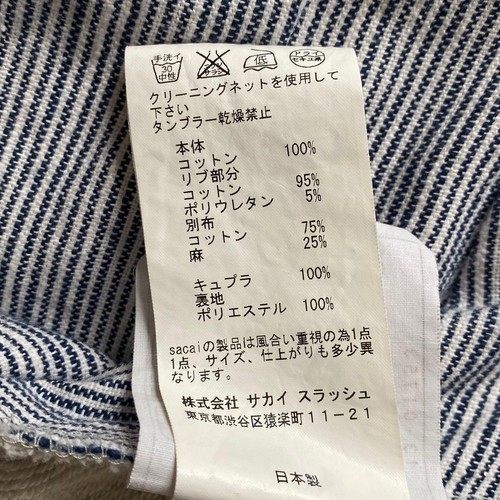 手洗イ 30 中性 エンソ サラシ 低 ドライ セキユ系
クリーニングネットを使用して
下さい
タンブラー乾燥禁止
本体
コットン 100%
リブ部分
コットン 95%
ポリウレタン 5%
別布
コットン 75%
麻 25%
キュプラ 100%
裏地
ポリエステル 100%
sacaiの製品は風合い重視の為1点
1点、サイズ、仕上がりも多少異
なります。
株式会社 サカイ スラッシュ
東京都渋谷区猿楽町11-21
日本製